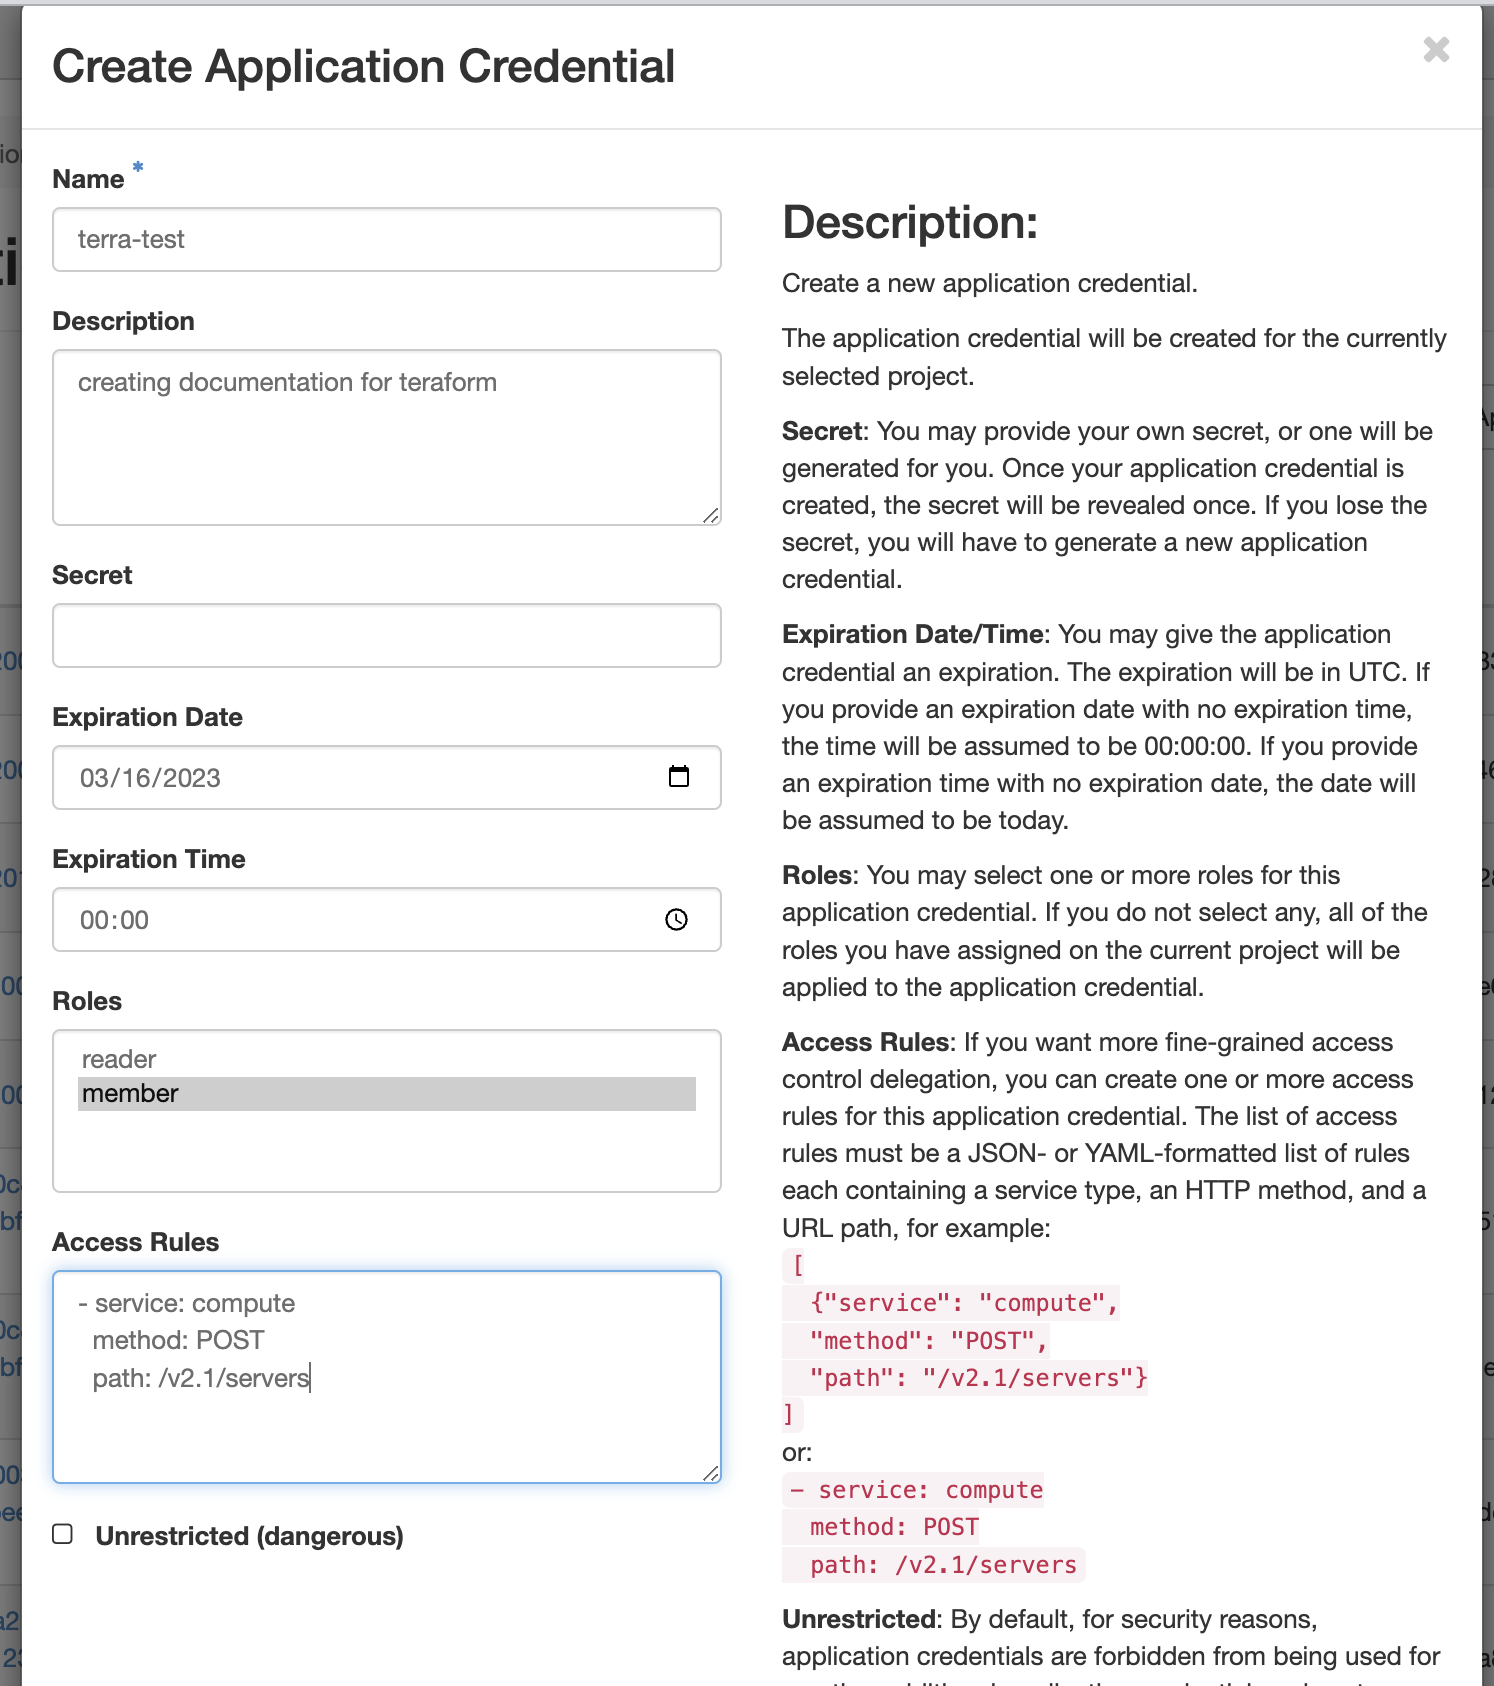 Create Application Credential
Name *
terra-test
Description
creating documentation for teraform
Secret
Expiration Date
03/16/2023
Expiration Time
00:00
Roles
reader
member
Access Rules
- service: compute
method: POST
path: /v2.1/servers
Unrestricted (dangerous)
Description:
Create a new application credential.
The application credential will be created for the currently
selected project.
Secret: You may provide your own secret, or one will be
generated for you. Once your application credential is
created, the secret will be revealed once. If you lose the
secret, you will have to generate a new application
credential.
Expiration Date/Time: You may give the application
credential an expiration. The expiration will be in UTC. If
you provide an expiration date with no expiration time,
the time will be assumed to be 00:00:00. If you provide
an expiration time with no expiration date, the date will
be assumed to be today.
Roles: You may select one or more roles for this
application credential. If you do not select any, all of the
roles you have assigned on the current project will be
applied to the application credential.
Access Rules: If you want more fine-grained access
control delegation, you can create one or more access
rules for this application credential. The list of access
rules must be a JSON- or YAML-formatted list of rules
each containing a service type, an HTTP method, and a
URL path, for example:
[
{"service": "compute",
"method": "POST",
"path": "/v2.1/servers"}
]
or:
- service: compute
method: POST
path: /v2.1/servers
Unrestricted: By default, for security reasons,
application credentials are forbidden from being used for